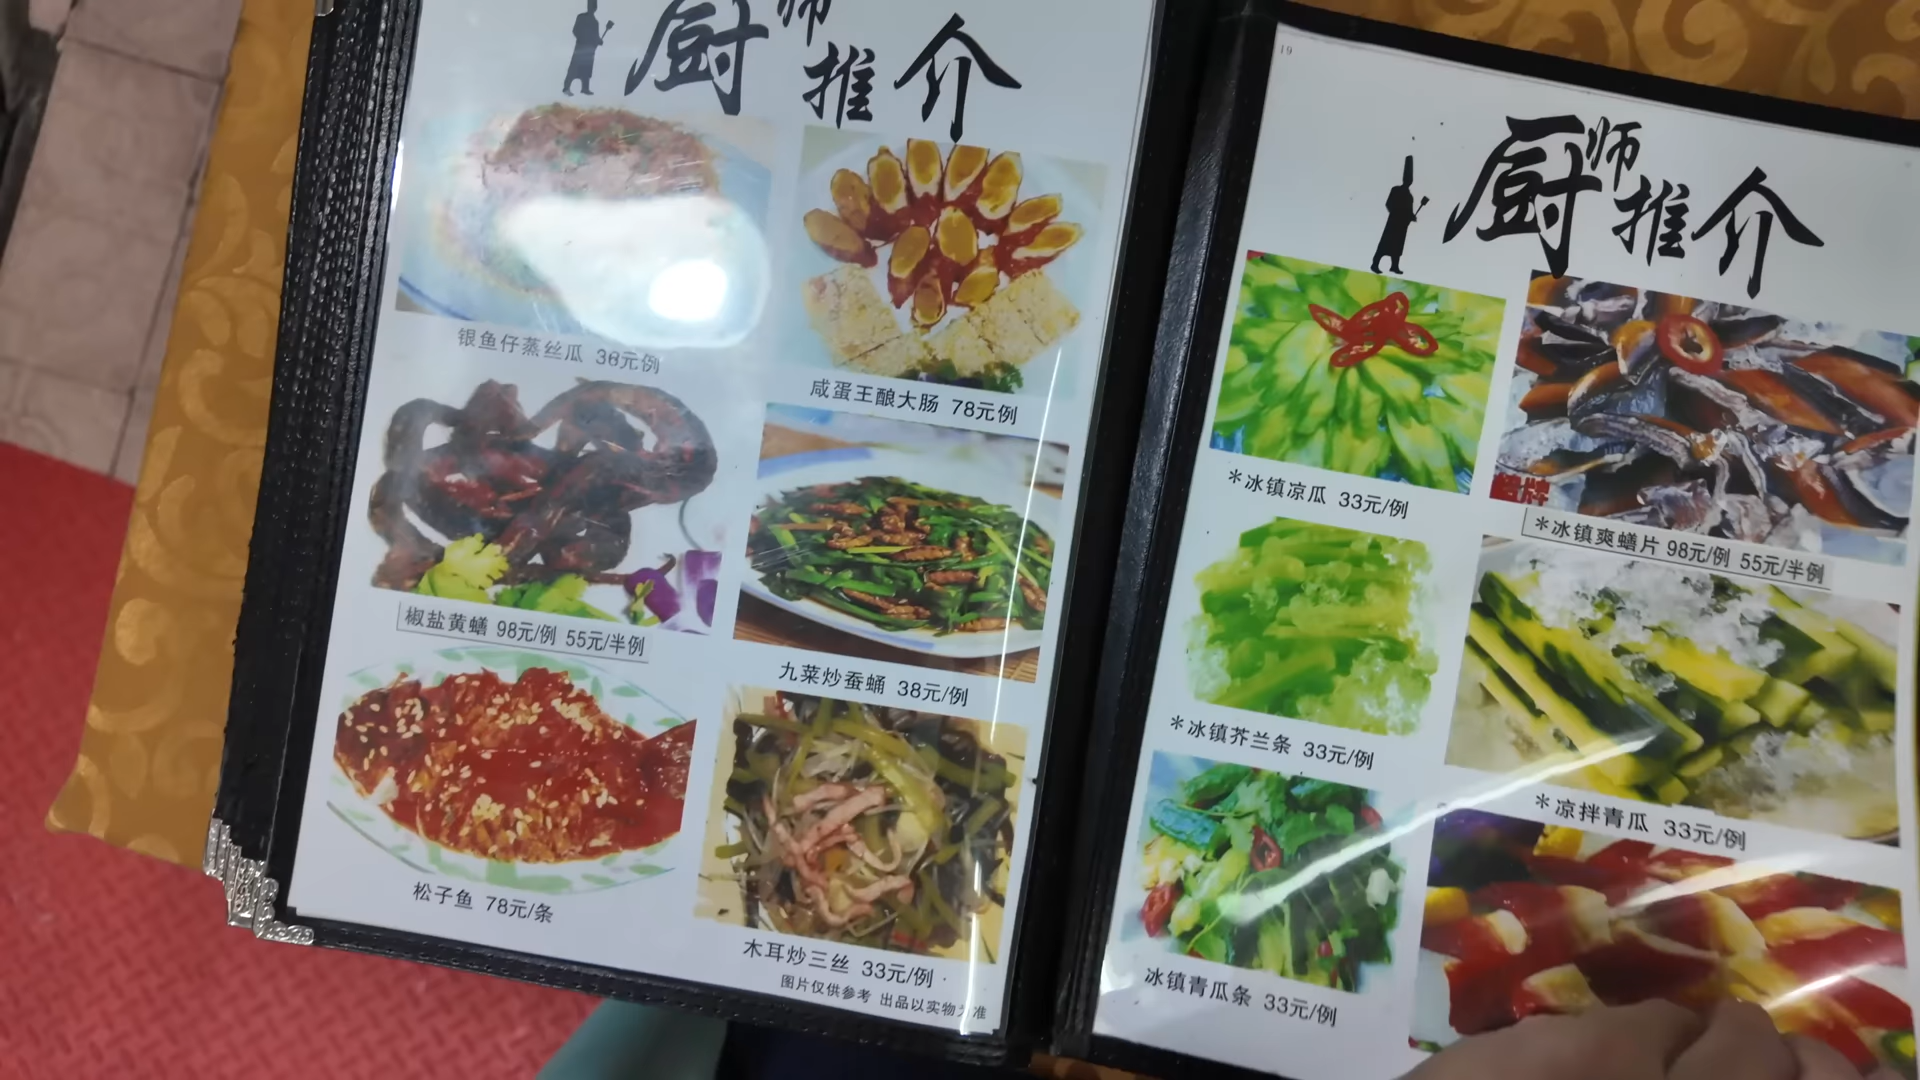 厨师推介
银鱼仔蒸丝瓜 38元例
咸蛋王酿大肠 78元例
椒盐黄鳝 98元/例 55元/半例
九菜炒蚕蛹 38元/例
松子鱼 78元/条
木耳炒三丝 33元/例
图片仅供参考 出品以实物为准
19
厨师推介
*冰镇凉瓜 33元/例
*冰镇爽鳝片 98元/例 55元/半例
*冰镇芥兰条 33元/例
*凉拌青瓜 33元/例
冰镇青瓜条 33元/例